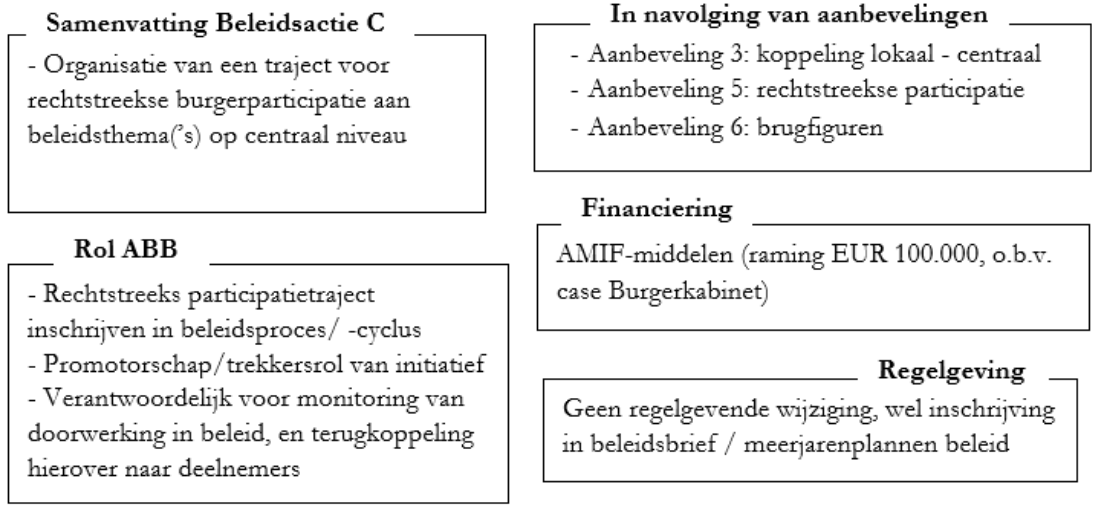 Samenvatting Beleidsactie C
- Organisatie van een traject voor
rechtstreekse burgerparticipatie aan
beleidsthema('s) op centraal niveau
Rol ABB
- Rechtstreeks participatietraject
inschrijven in beleidsproces/ -cyclus
- Promotorschap/trekkersrol van initiatief
- Verantwoordelijk voor monitoring van
doorwerking in beleid, en terugkoppeling
hierover naar deelnemers
In navolging van aanbevelingen
- Aanbeveling 3: koppeling lokaal - centraal
- Aanbeveling 5: rechtstreekse participatie
- Aanbeveling 6: brugfiguren
Financiering
AMIF-middelen (raming EUR 100.000, o.b.v.
case Burgerkabinet)
Regelgeving
Geen regelgevende wijziging, wel inschrijving
in beleidsbrief / meerjarenplannen beleid